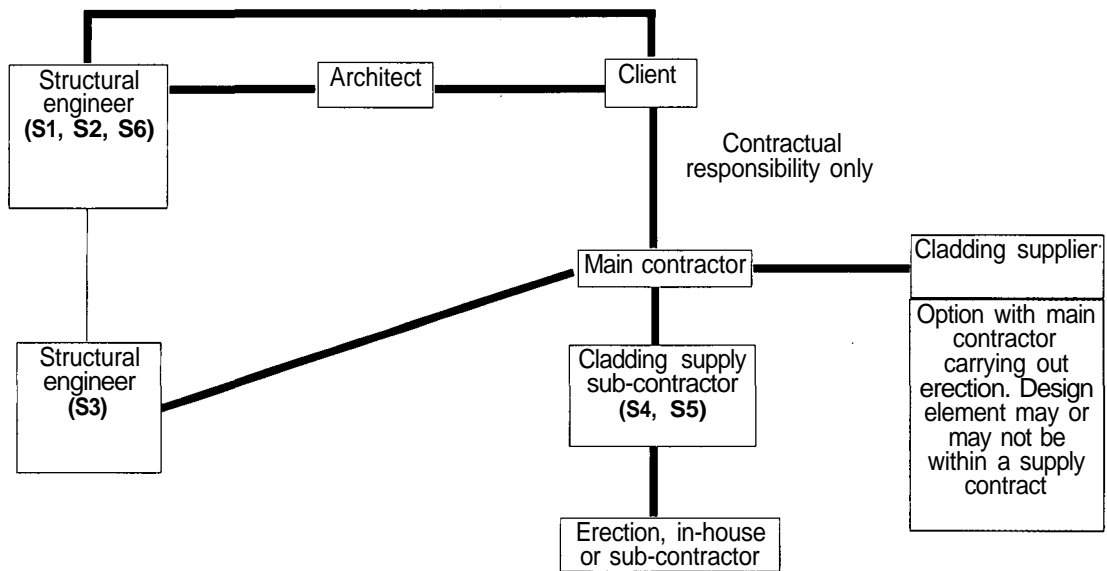 Structural
engineer
(S1, S2, S6)
Architect
Client
Contractual
responsibility only
Main contractor
Cladding supplier
Option with main
contractor
carrying out
erection. Design
element may or
may not be
within a supply
contract
Structural
engineer
(S3)
Cladding supply
sub-contractor
(S4, S5)
Erection, in-house
or sub-contractor